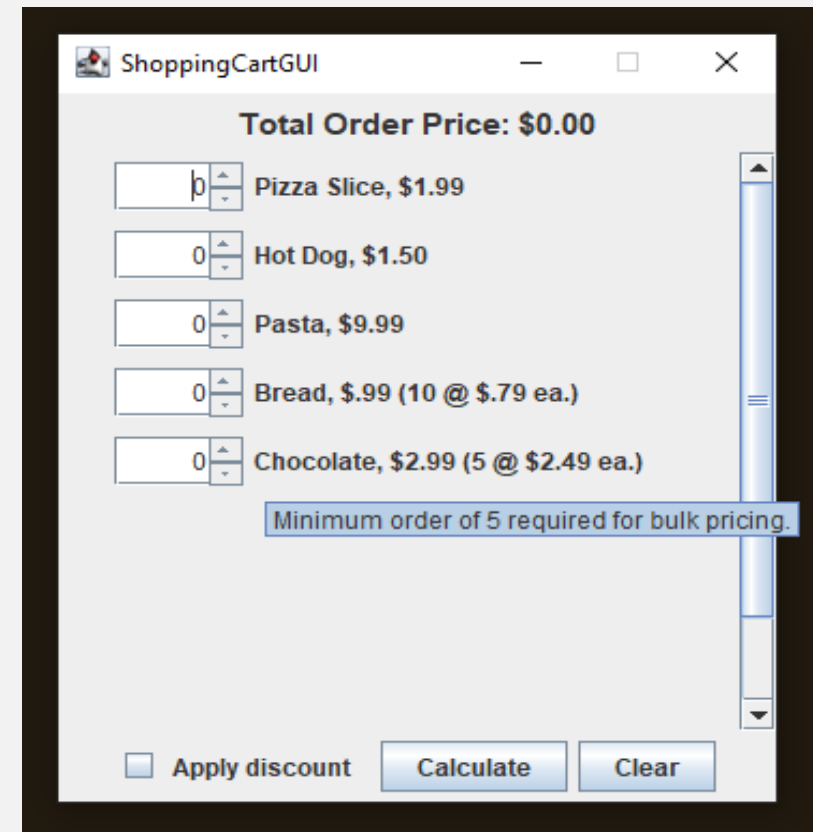 ShoppingCartGUI
Total Order Price: $0.00
0 Pizza Slice, $1.99
0 Hot Dog, $1.50
0 Pasta, $9.99
0 Bread, $.99 (10 @ $.79 ea.)
0 Chocolate, $2.99 (5 @ $2.49 ea.)
Minimum order of 5 required for bulk pricing.
Apply discount Calculate Clear